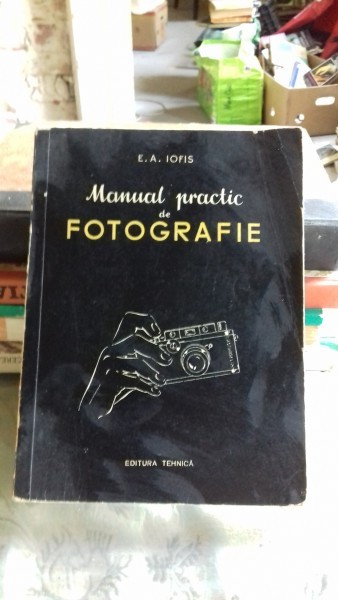 E. A. IOFIS
Manual practic
de
FOTOGRAFIE
EDITURA TEHNICĂ